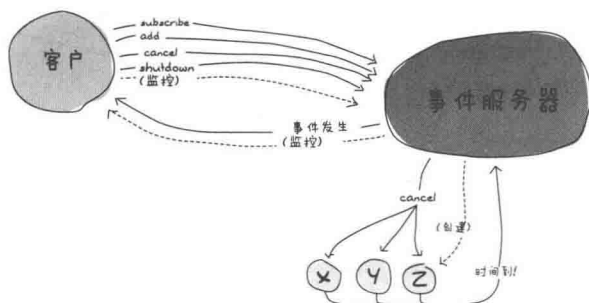 subscribe
add
客户
cancel
shutdown
(监控)
事件服务器
事件发生
(监控)
cancel
(创建)
X Y Z
时间到!